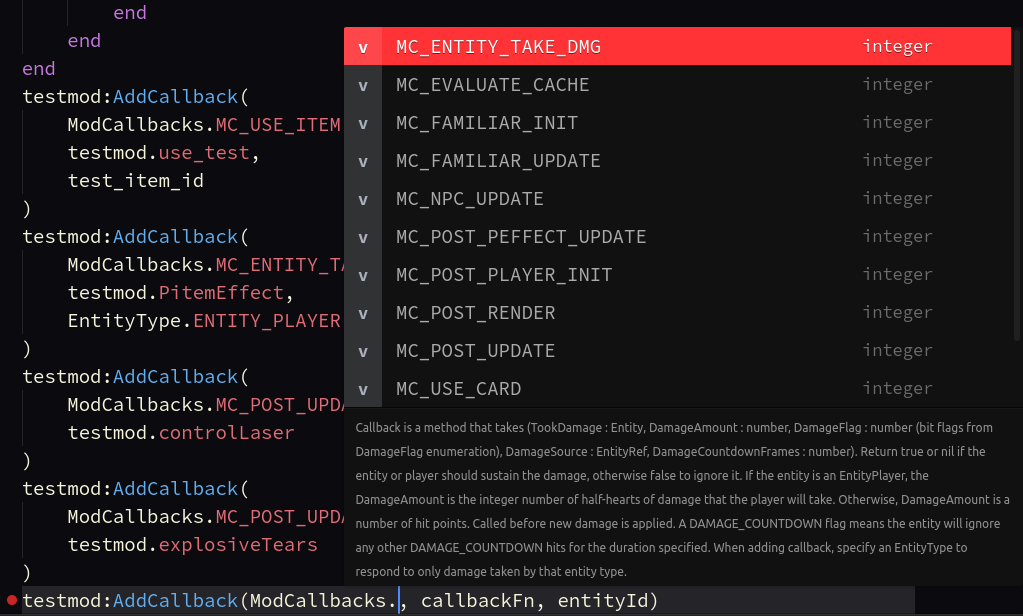 end
end
end
testmod:AddCallback(
ModCallbacks.MC_USE_ITEM
testmod.use_test,
test_item_id
)
testmod:AddCallback(
ModCallbacks.MC_ENTITY_TA
testmod.PitemEffect,
EntityType.ENTITY_PLAYER
)
testmod:AddCallback(
ModCallbacks.MC_POST_UPDA
testmod.controlLaser
)
testmod:AddCallback(
ModCallbacks.MC_POST_UPDA
testmod.explosiveTears
)
testmod:AddCallback(ModCallbacks., callbackFn, entityId)
v MC_ENTITY_TAKE_DMG integer
v MC_EVALUATE_CACHE integer
v MC_FAMILIAR_INIT integer
v MC_FAMILIAR_UPDATE integer
v MC_NPC_UPDATE integer
v MC_POST_PEFFECT_UPDATE integer
v MC_POST_PLAYER_INIT integer
v MC_POST_RENDER integer
v MC_POST_UPDATE integer
v MC_USE_CARD integer
Callback is a method that takes (TookDamage : Entity, DamageAmount : number, DamageFlag : number (bit flags from
DamageFlag enumeration), DamageSource : EntityRef, DamageCountdownFrames : number). Return true or nil if the
entity or player should sustain the damage, otherwise false to ignore it. If the entity is an EntityPlayer, the
DamageAmount is the integer number of half-hearts of damage that the player will take. Otherwise, DamageAmount is a
number of hit points. Called before new damage is applied. A DAMAGE_COUNTDOWN flag means the entity will ignore
any other DAMAGE_COUNTDOWN hits for the duration specified. When adding callback, specify an EntityType to
respond to only damage taken by that entity type.